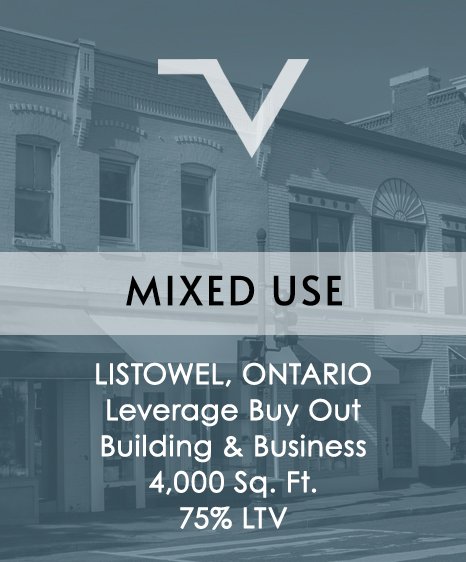 MIXED USE
LISTOWEL, ONTARIO
Leverage Buy Out
Building & Business
4,000 Sq. Ft.
75% LTV